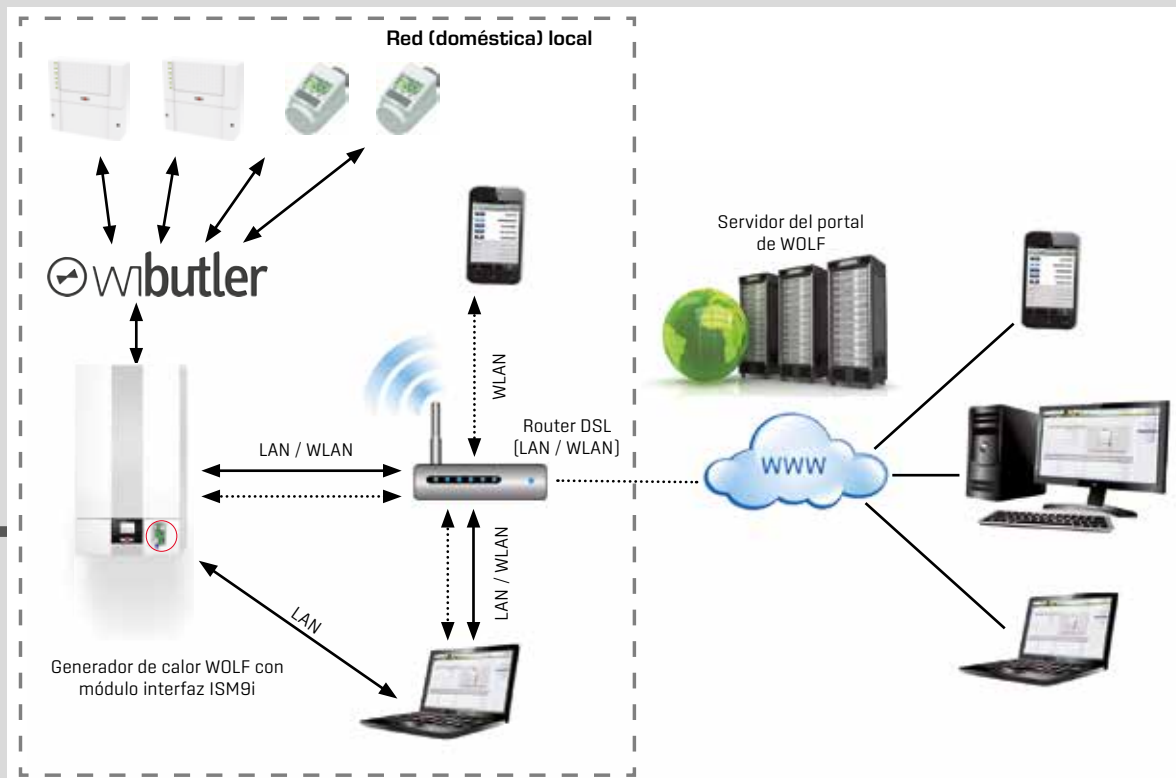 Red (doméstica) local
wibutler
Servidor del portal
de WOLF
WLAN
Router DSL
(LAN / WLAN)
LAN / WLAN
WWW
LAN / WLAN
LAN
Generador de calor WOLF con
módulo interfaz ISM9i